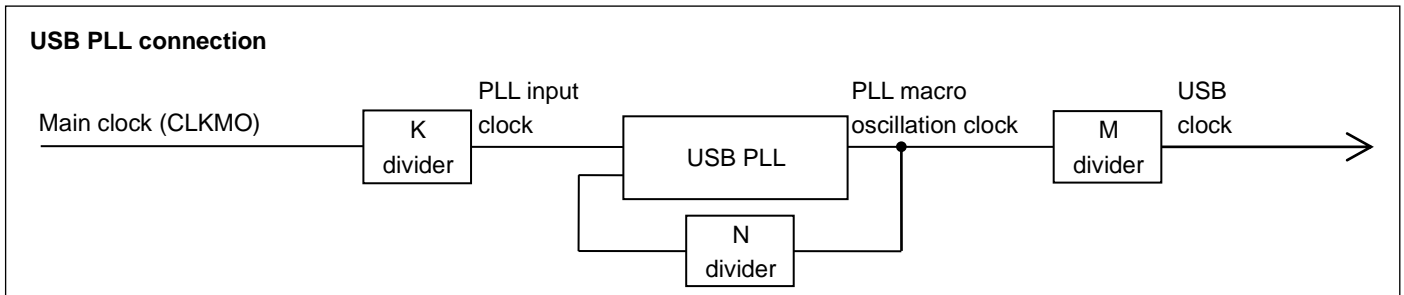 USB PLL connection
Main clock (CLKMO)
K
divider
PLL input
clock
USB PLL
N
divider
PLL macro
oscillation clock
M
divider
USB
clock